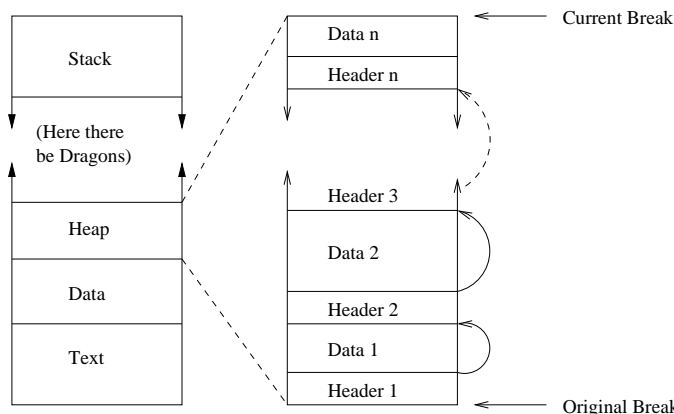 Stack
(Here there
be Dragons)
Heap
Data
Text
Data n
Header n
Header 3
Data 2
Header 2
Data 1
Header 1
Current Break
Original Break